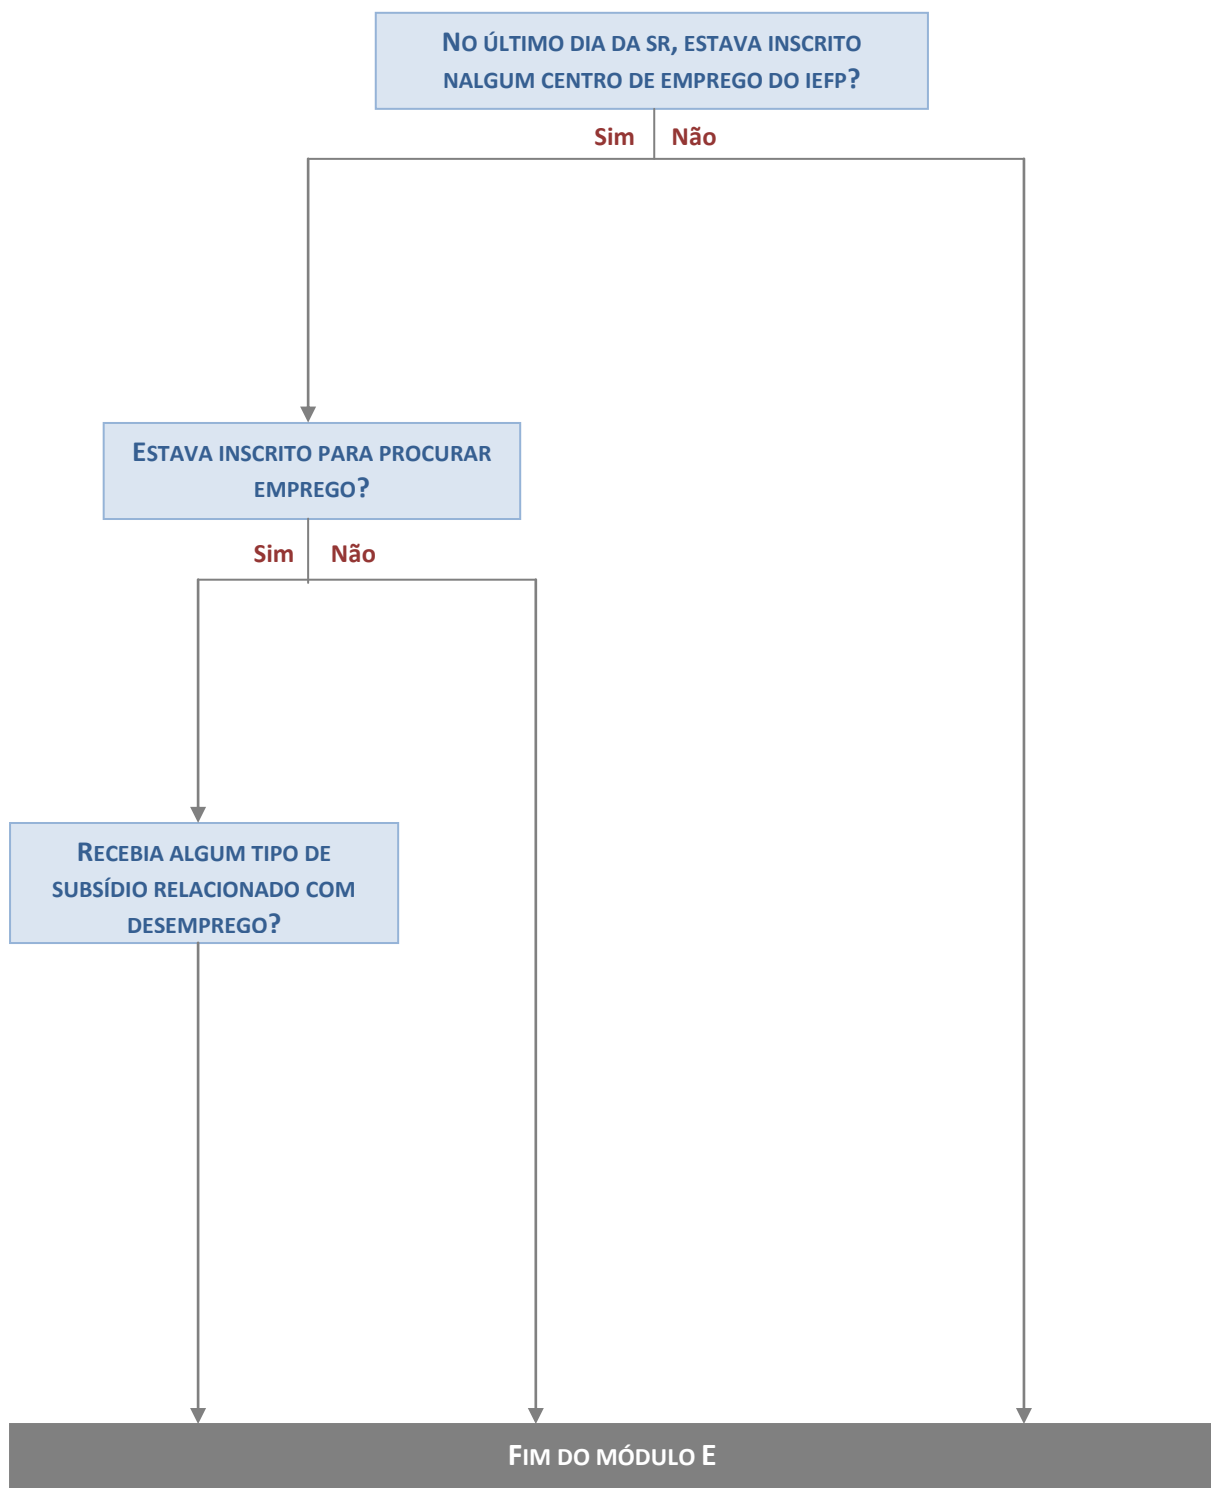 NO ÚLTIMO DIA DA SR, ESTAVA INSCRITO
NALGUM CENTRO DE EMPREGO DO IEFP?
Sim Não
ESTAVA INSCRITO PARA PROCURAR
EMPREGO?
Sim Não
RECEBIA ALGUM TIPO DE
SUBSÍDIO RELACIONADO COM
DESEMPREGO?
FIM DO MÓDULO E